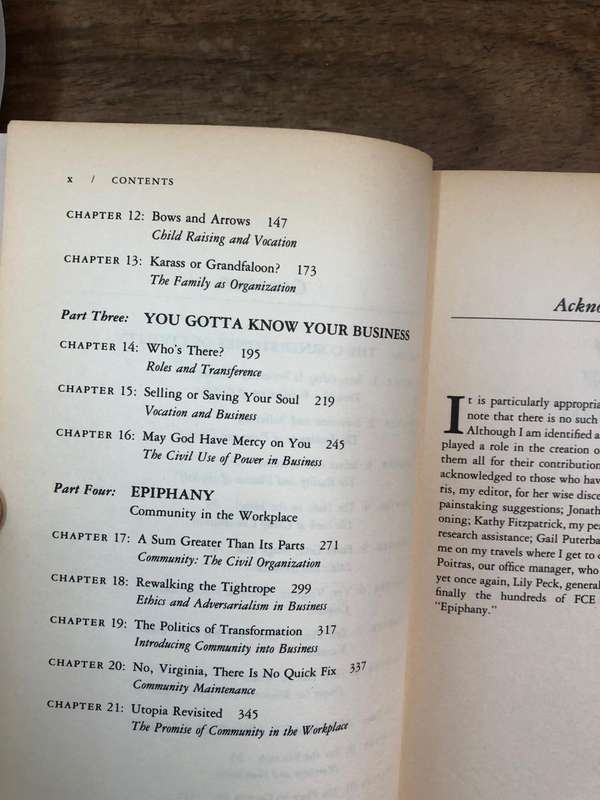 x / CONTENTS
CHAPTER 12: Bows and Arrows 147
Child Raising and Vocation
CHAPTER 13: Karass or Grandfaloon? 173
The Family as Organization
Part Three: YOU GOTTA KNOW YOUR BUSINESS
CHAPTER 14: Who's There? 195
Roles and Transference
CHAPTER 15: Selling or Saving Your Soul 219
Vocation and Business
CHAPTER 16: May God Have Mercy on You 245
The Civil Use of Power in Business
Part Four: EPIPHANY
Community in the Workplace
CHAPTER 17: A Sum Greater Than Its Parts 271
Community: The Civil Organization
CHAPTER 18: Rewalking the Tightrope 299
Ethics and Adversarialism in Business
CHAPTER 19: The Politics of Transformation 317
Introducing Community into Business
CHAPTER 20: No, Virginia, There Is No Quick Fix 337
Community Maintenance
CHAPTER 21: Utopia Revisited 345
The Promise of Community in the Workplace
Ackno
It is particularly appropria
note that there is no such
Although I am identified a
played a role in the creation o
them all for their contribution
acknowledged to those who hav
tis, my editor, for her wise disce
painstaking suggestions; Jonath
oning; Kathy Fitzpatrick, my pe
research assistance; Gail Puterba
me on my travels where I get to c
Poitras, our office manager, who
yet once again, Lily Peck, general
finally the hundreds of FCE
"Epiphany."